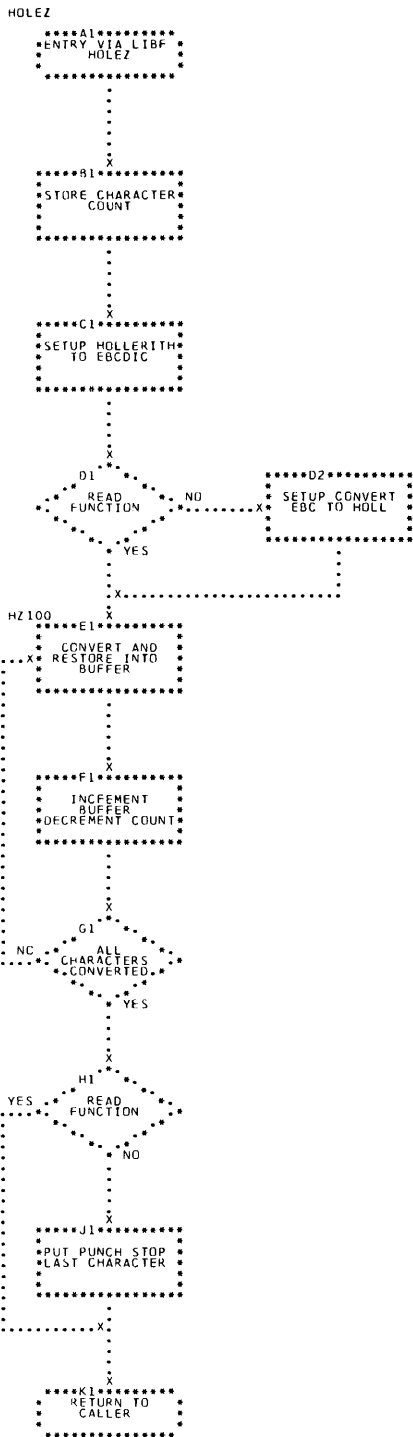 HOLEZ
A1
ENTRY VIA LIBF
HOLEZ
B1
STORE CHARACTER
COUNT
C1
SETUP HOLLERITH
TO EBCDIC
D1
READ
FUNCTION
NO
YES
D2
SETUP CONVERT
EBC TO HOLL
HZ100
E1
CONVERT AND
RESTORE INTO
BUFFER
F1
INCFEMENT
BUFFER
DECREMENT COUNT
G1
NC
ALL
CHARACTERS
CONVERTED
YES
H1
YES
READ
FUNCTION
NO
J1
PUT PUNCH STOP
LAST CHARACTER
K1
RETURN TO
CALLER